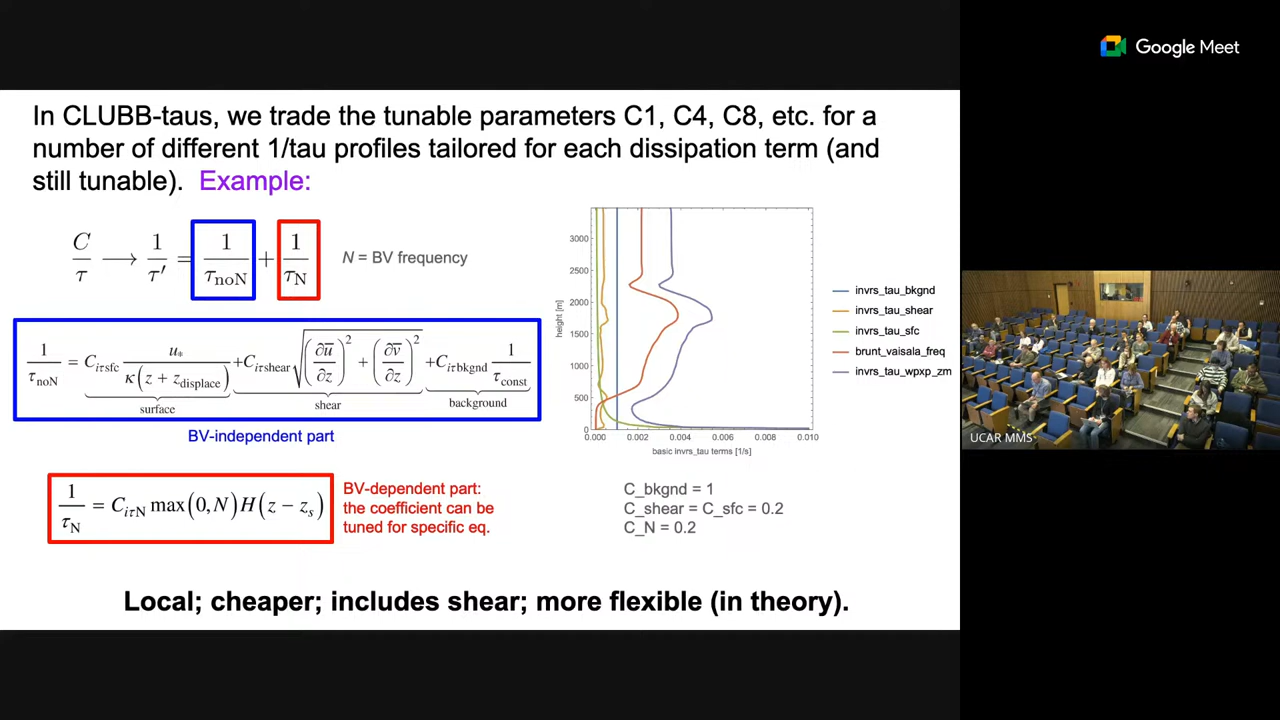 Google Meet
In CLUBB-taus, we trade the tunable parameters C1, C4, C8, etc. for a
number of different 1/tau profiles tailored for each dissipation term (and
still tunable). Example:
C/τ → 1/τ′ = 1/τ_noN + 1/τ_N
N = BV frequency
1/τ_noN = C_iτsfc u_*/κ(z + z_displace) + C_iτshear √((∂u̅/∂z)² + (∂v̅/∂z)²) + C_iτbkgnd 1/τ_const
surface
shear
background
BV-independent part
1/τ_N = C_iτN max(0, N) H(z − z_s)
BV-dependent part:
the coefficient can be
tuned for specific eq.
height [m]
3000
2500
2000
1500
1000
500
0
0.000 0.002 0.004 0.006 0.008 0.010
basic invrs_tau terms [1/s]
invrs_tau_bkgnd
invrs_tau_shear
invrs_tau_sfc
brunt_vaisala_freq
invrs_tau_wpxp_zm
C_bkgnd = 1
C_shear = C_sfc = 0.2
C_N = 0.2
Local; cheaper; includes shear; more flexible (in theory).
UCAR MMS